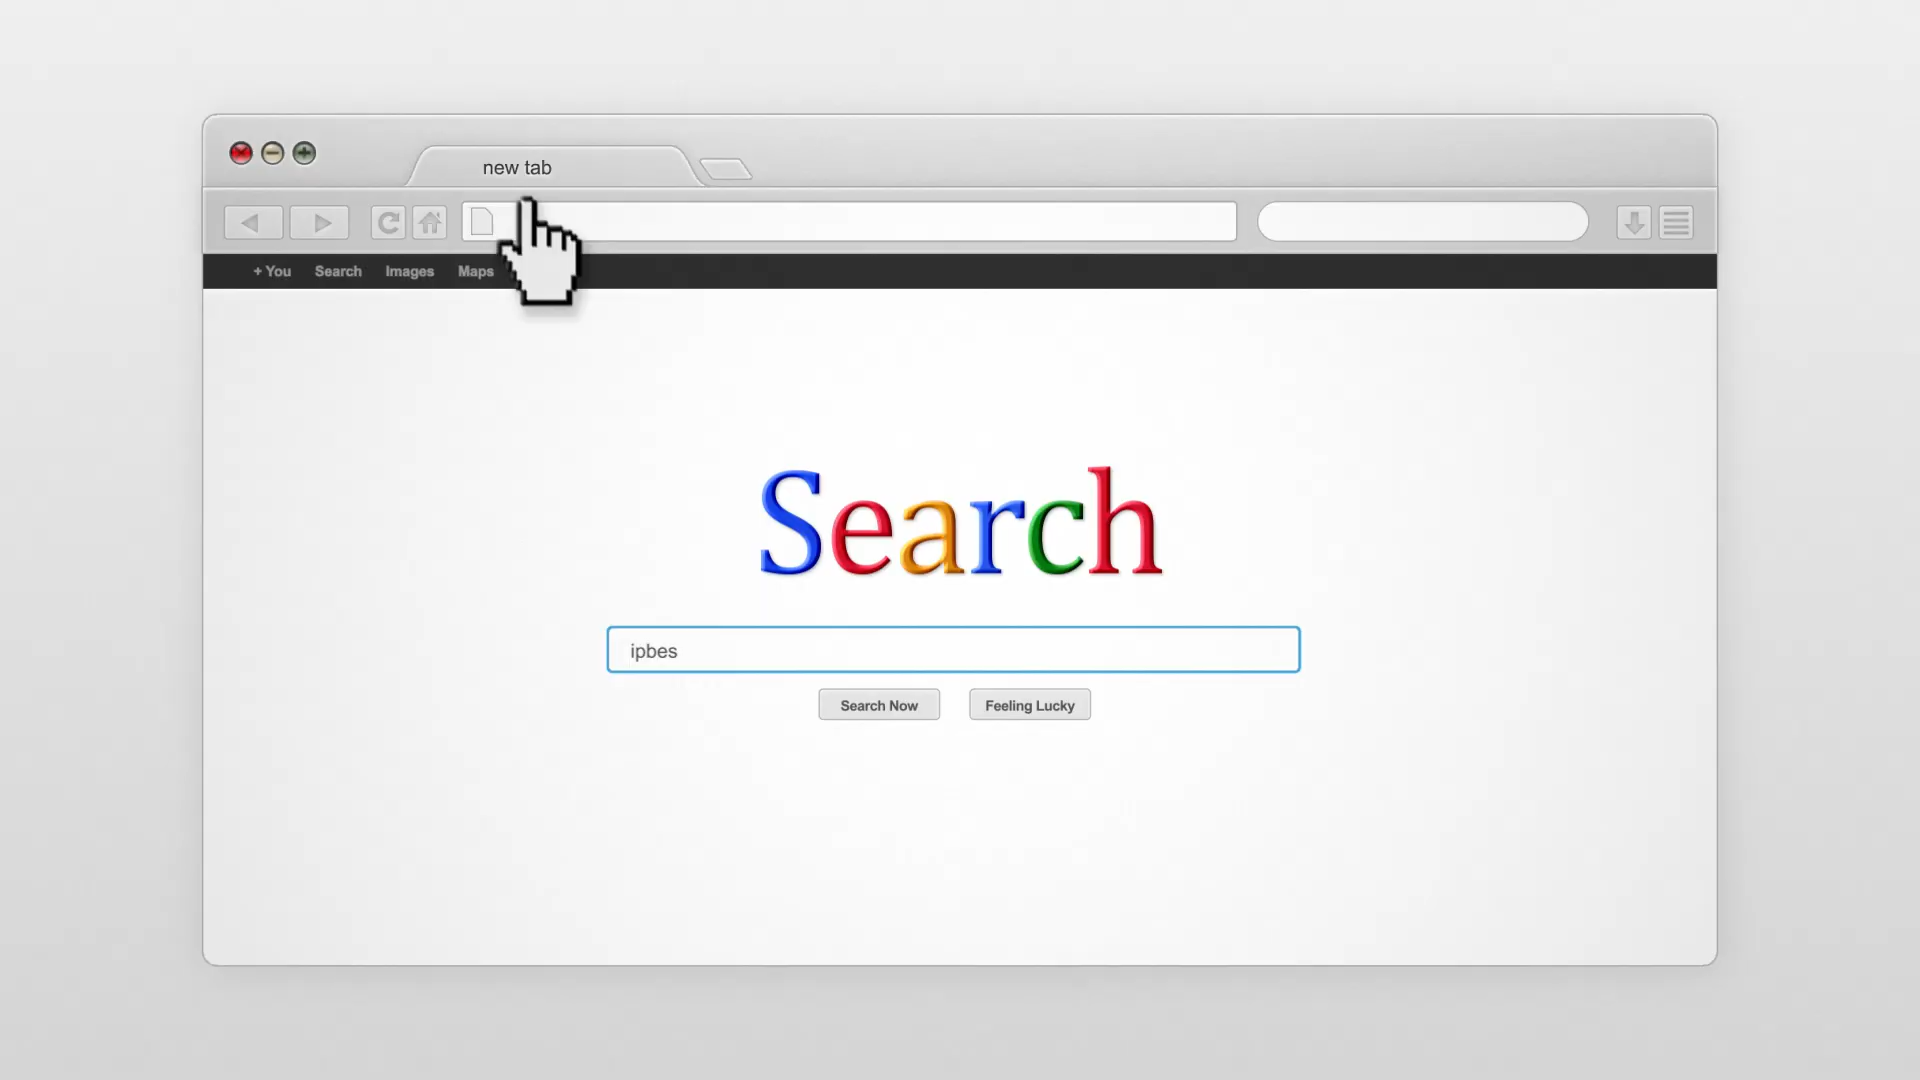 new tab
+ You Search Images Maps
Search
ipbes
Search Now Feeling Lucky